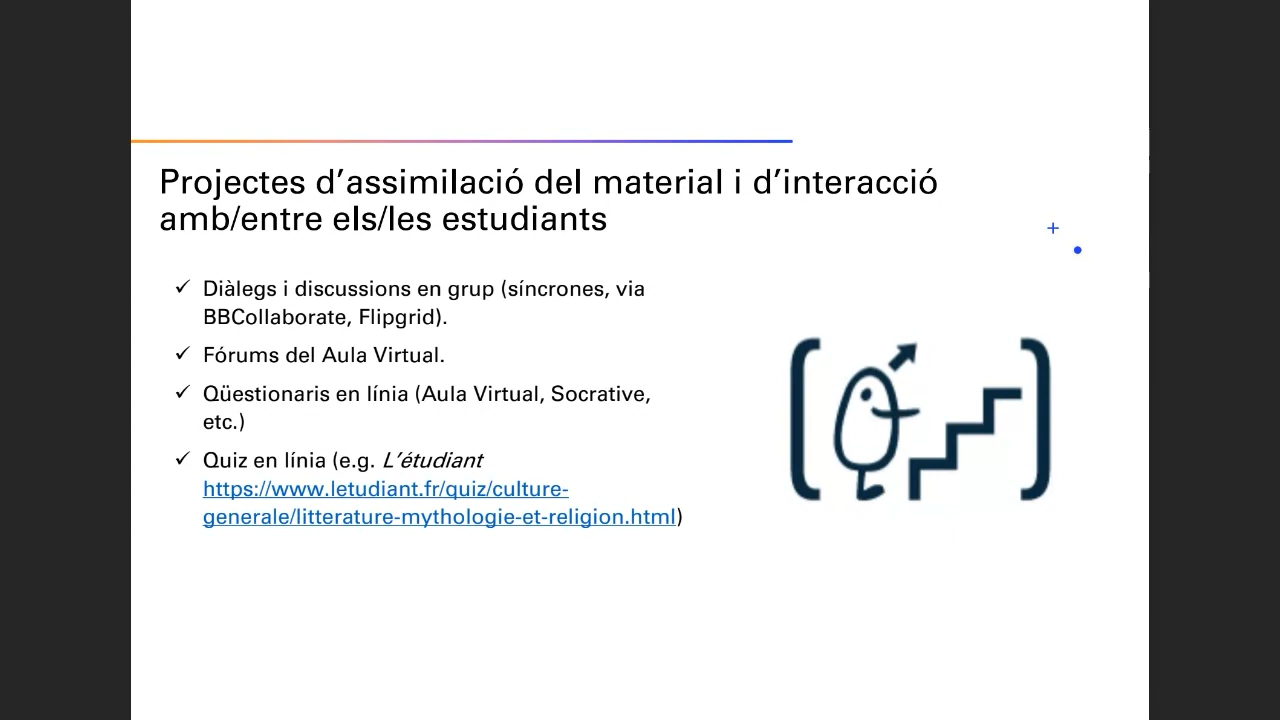 Projectes d’assimilació del material i d’interacció
amb/entre els/les estudiants
✓ Diàlegs i discussions en grup (síncrones, via
BBCollaborate, Flipgrid).
✓ Fórums del Aula Virtual.
✓ Qüestionaris en línia (Aula Virtual, Socrative,
etc.)
✓ Quiz en línia (e.g. L’étudiant
https://www.letudiant.fr/quiz/culture-
generale/litterature-mythologie-et-religion.html)